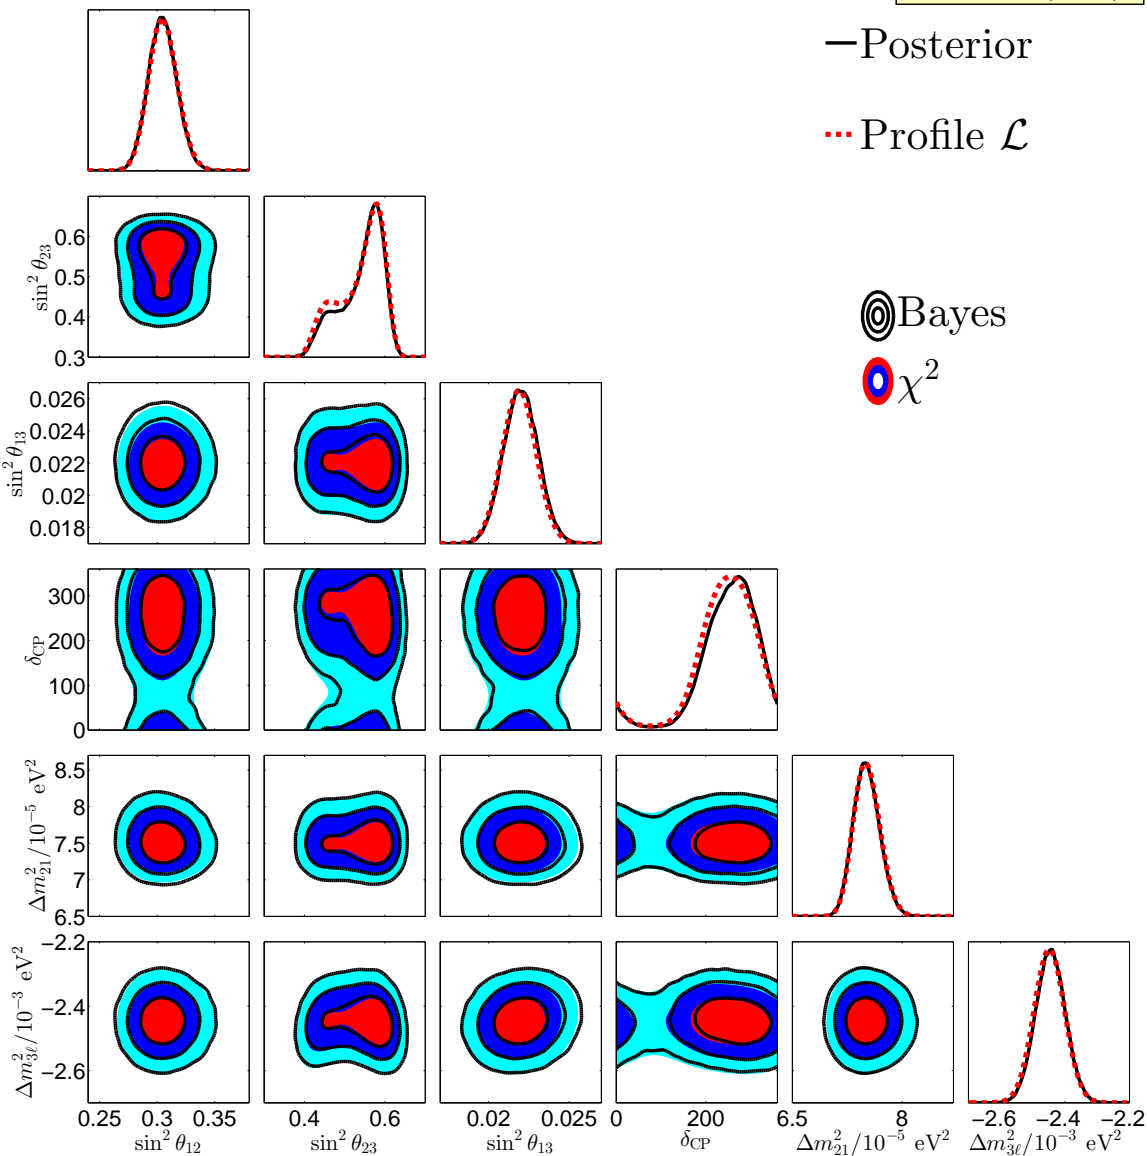 Posterior
Profile ℒ
0.6
0.5
0.4
0.3
sin² θ₂₃
Bayes
χ²
0.026
0.024
0.022
0.02
0.018
sin² θ₁₃
300
200
100
0
δCP
8.5
8
7.5
7
6.5
Δm²₂₁/10⁻⁵ eV²
−2.2
−2.4
−2.6
Δm²₃ℓ/10⁻³ eV²
0.25 0.3 0.35
0.4 0.6
0.02 0.025
0 200
6.5 8
−2.6 −2.4 −2.2
sin² θ₁₂
sin² θ₂₃
sin² θ₁₃
δCP
Δm²₂₁/10⁻⁵ eV²
Δm²₃ℓ/10⁻³ eV²